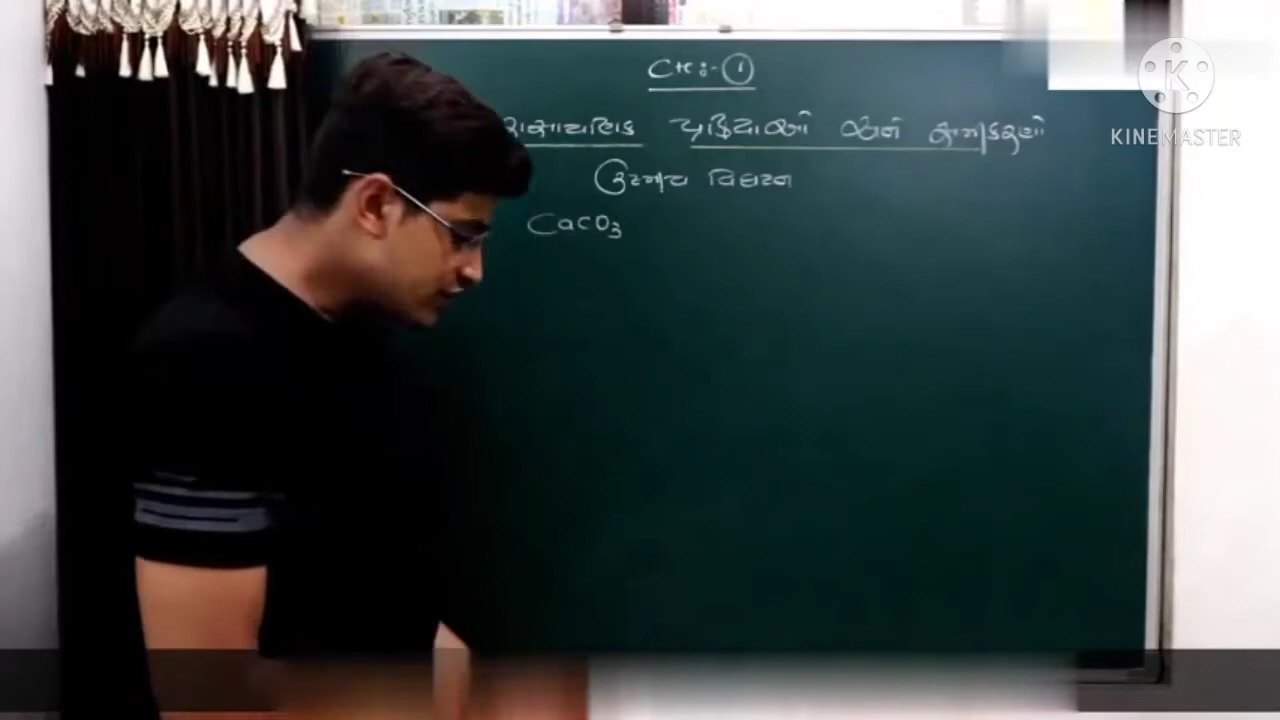 CH :- 1
રાસાયણિક પ્રક્રિયાઓ અને સમીકરણો
ઉષ્મીય વિઘટન
CaCO3
KINEMASTER